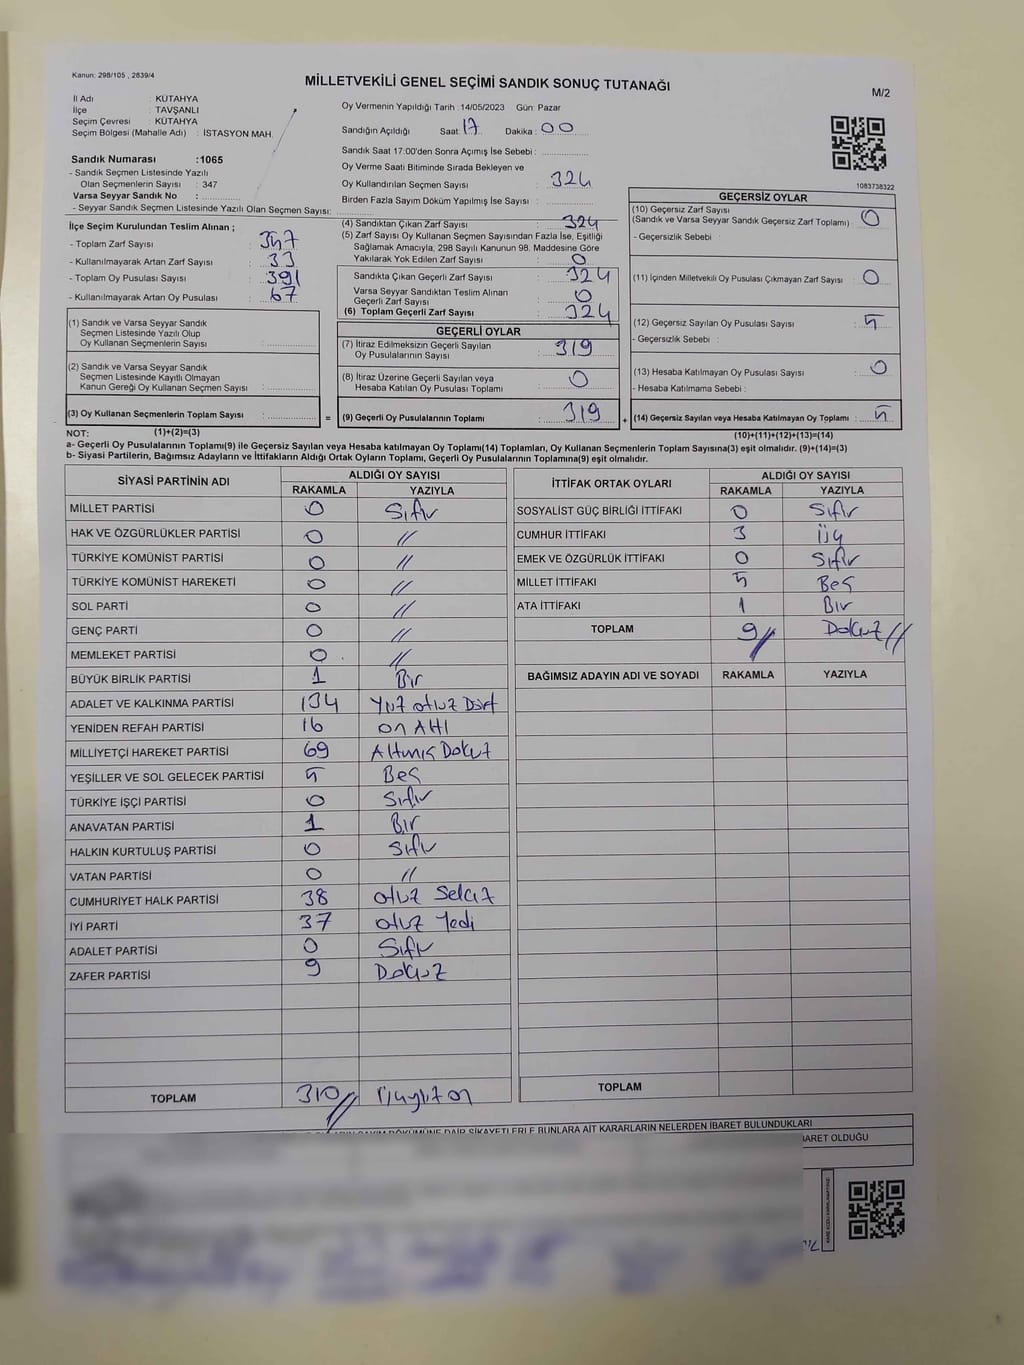 Kanun: 298/105 , 2839/4
MİLLETVEKİLİ GENEL SEÇİMİ SANDIK SONUÇ TUTANAĞI
M/2
İl Adı : KÜTAHYA
İlçe : TAVŞANLI
Seçim Çevresi : KÜTAHYA
Seçim Bölgesi (Mahalle Adı) : İSTASYON MAH.
Sandık Numarası :1065
- Sandık Seçmen Listesinde Yazılı
Olan Seçmenlerin Sayısı : 347
Varsa Seyyar Sandık No :
- Seyyar Sandık Seçmen Listesinde Yazılı Olan Seçmen Sayısı:
Oy Vermenin Yapıldığı Tarih :14/05/2023 Gün: Pazar
Sandığın Açıldığı Saat: 17 Dakika : 00
Sandık Saat 17:00'den Sonra Açımış İse Sebebi :
Oy Verme Saati Bitiminde Sırada Bekleyen ve
Oy Kullandırılan Seçmen Sayısı : 324
Birden Fazla Sayım Döküm Yapılmış İse Sayısı :
1083738322
İlçe Seçim Kurulundan Teslim Alınan ;
- Toplam Zarf Sayısı : 347
- Kullanılmayarak Artan Zarf Sayısı : 33
- Toplam Oy Pusulası Sayısı : 391
- Kullanılmayarak Artan Oy Pusulası : 67
(1) Sandık ve Varsa Seyyar Sandık
Seçmen Listesinde Yazılı Olup
Oy Kullanan Seçmenlerin Sayısı :
(2) Sandık ve Varsa Seyyar Sandık
Seçmen Listesinde Kayıtlı Olmayan
Kanun Gereği Oy Kullanan Seçmen Sayısı :
(3) Oy Kullanan Seçmenlerin Toplam Sayısı :
(4) Sandıktan Çıkan Zarf Sayısı : 324
(5) Zarf Sayısı Oy Kullanan Seçmen Sayısından Fazla İse, Eşitliği
Sağlamak Amacıyla, 298 Sayılı Kanunun 98. Maddesine Göre
Yakılarak Yok Edilen Zarf Sayısı : 0
Sandıkta Çıkan Geçerli Zarf Sayısı : 324
Varsa Seyyar Sandıktan Teslim Alınan
Geçerli Zarf Sayısı : 0
(6) Toplam Geçerli Zarf Sayısı : 324
GEÇERLİ OYLAR
(7) İtiraz Edilmeksizin Geçerli Sayılan
Oy Pusulalarının Sayısı : 319
(8) İtiraz Üzerine Geçerli Sayılan veya
Hesaba Katılan Oy Pusulaları Toplamı : 0
= (9) Geçerli Oy Pusulalarının Toplamı : 319 +
GEÇERSİZ OYLAR
(10) Geçersiz Zarf Sayısı
(Sandık ve Varsa Seyyar Sandık Geçersiz Zarf Toplamı) : 0
- Geçersizlik Sebebi :
(11) İçinden Milletvekili Oy Pusulası Çıkmayan Zarf Sayısı : 0
(12) Geçersiz Sayılan Oy Pusulası Sayısı : 5
- Geçersizlik Sebebi :
(13) Hesaba Katılmayan Oy Pusulası Sayısı : 0
- Hesaba Katılmama Sebebi :
(14) Geçersiz Sayılan veya Hesaba Katılmayan Oy Toplamı : 5
NOT: (1)+(2)=(3) (10)+(11)+(12)+(13)=(14)
a- Geçerli Oy Pusulalarının Toplamı(9) ile Geçersiz Sayılan veya Hesaba katılmayan Oy Toplamı(14) Toplamları, Oy Kullanan Seçmenlerin Toplam Sayısına(3) eşit olmalıdır. (9)+(14)=(3)
b- Siyasi Partilerin, Bağımsız Adayların ve İttifakların Aldığı Ortak Oyların Toplamı, Geçerli Oy Pusulalarının Toplamına(9) eşit olmalıdır.
SİYASİ PARTİNİN ADI ALDIĞI OY SAYISI
RAKAMLA YAZIYLA
MİLLET PARTİSİ 0 Sıfır
HAK VE ÖZGÜRLÜKLER PARTİSİ 0 //
TÜRKİYE KOMÜNİST PARTİSİ 0 //
TÜRKİYE KOMÜNİST HAREKETİ 0 //
SOL PARTİ 0 //
GENÇ PARTİ 0 //
MEMLEKET PARTİSİ 0 //
BÜYÜK BİRLİK PARTİSİ 1 Bir
ADALET VE KALKINMA PARTİSİ 134 Yüz otuz Dört
YENİDEN REFAH PARTİSİ 16 on Altı
MİLLİYETÇİ HAREKET PARTİSİ 69 Altmış Dokuz
YEŞİLLER VE SOL GELECEK PARTİSİ 5 Beş
TÜRKİYE İŞÇİ PARTİSİ 0 Sıfır
ANAVATAN PARTİSİ 1 Bir
HALKIN KURTULUŞ PARTİSİ 0 Sıfır
VATAN PARTİSİ 0 //
CUMHURİYET HALK PARTİSİ 38 otuz Sekiz
İYİ PARTİ 37 otuz Yedi
ADALET PARTİSİ 0 Sıfır
ZAFER PARTİSİ 9 Dokuz
TOPLAM 310 // Üçyüzon
İTTİFAK ORTAK OYLARI ALDIĞI OY SAYISI
RAKAMLA YAZIYLA
SOSYALİST GÜÇ BİRLİĞİ İTTİFAKI 0 Sıfır
CUMHUR İTTİFAKI 3 Üç
EMEK VE ÖZGÜRLÜK İTTİFAKI 0 Sıfır
MİLLET İTTİFAKI 5 Beş
ATA İTTİFAKI 1 Bir
TOPLAM 9 // Dokuz //
BAĞIMSIZ ADAYIN ADI VE SOYADI RAKAMLA YAZIYLA
TOPLAM
DÖKÜMÜNE DAİR ŞİKAYETLER E BUNLARA AİT KARARLARIN NELERDEN İBARET BULUNDUKLARI
BARET OLDUĞU